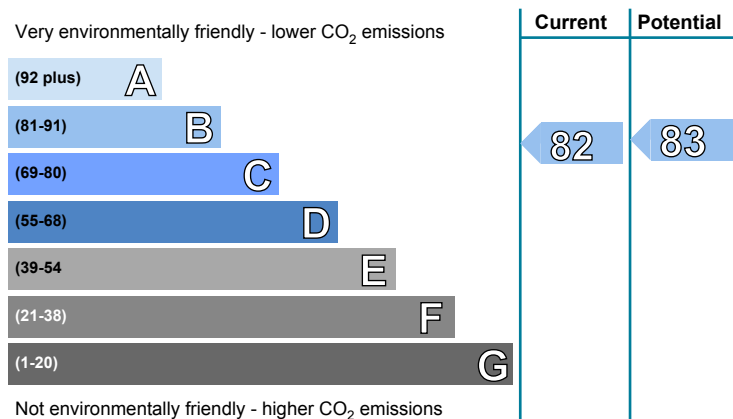 Current Potential
Very environmentally friendly - lower CO₂ emissions
(92 plus) A
(81-91) B
82 83
(69-80) C
(55-68) D
(39-54 E
(21-38) F
(1-20) G
Not environmentally friendly - higher CO₂ emissions